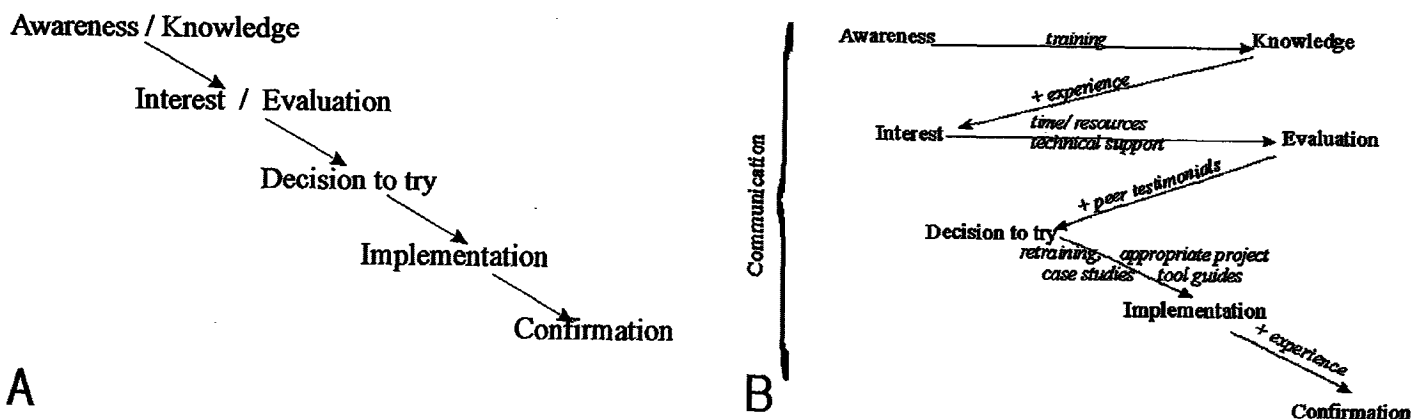 Awareness / Knowledge
Interest / Evaluation
Decision to try
Implementation
Confirmation
A
Communication
Awareness
training
Knowledge
+ experience
Interest
time/ resources
technical support
Evaluation
+ peer testimonials
Decision to try
retraining, appropriate project
case studies tool guides
Implementation
+ experience
Confirmation
B